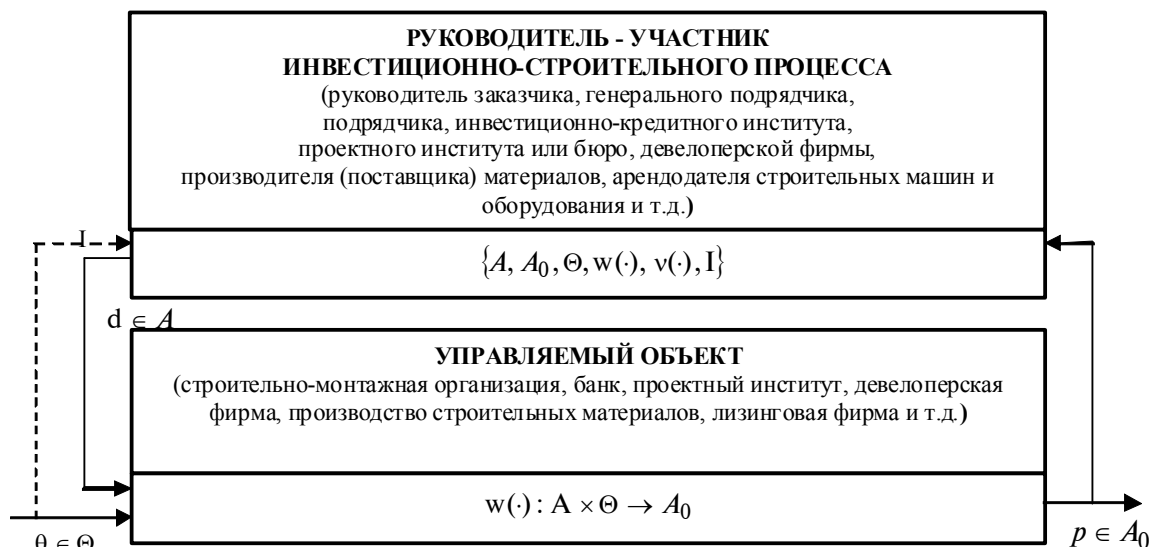 РУКОВОДИТЕЛЬ - УЧАСТНИК
ИНВЕСТИЦИОННО-СТРОИТЕЛЬНОГО ПРОЦЕССА
(руководитель заказчика, генерального подрядчика,
подрядчика, инвестиционно-кредитного института,
проектного института или бюро, девелоперской фирмы,
производителя (поставщика) материалов, арендодателя строительных машин и
оборудования и т.д.)
I
{A, A₀, Θ, w(·), ν(·), I}
d ∈ A
УПРАВЛЯЕМЫЙ ОБЪЕКТ
(строительно-монтажная организация, банк, проектный институт, девелоперская
фирма, производство строительных материалов, лизинговая фирма и т.д.)
w(·) : A × Θ → A₀
θ ∈ Θ
p ∈ A₀